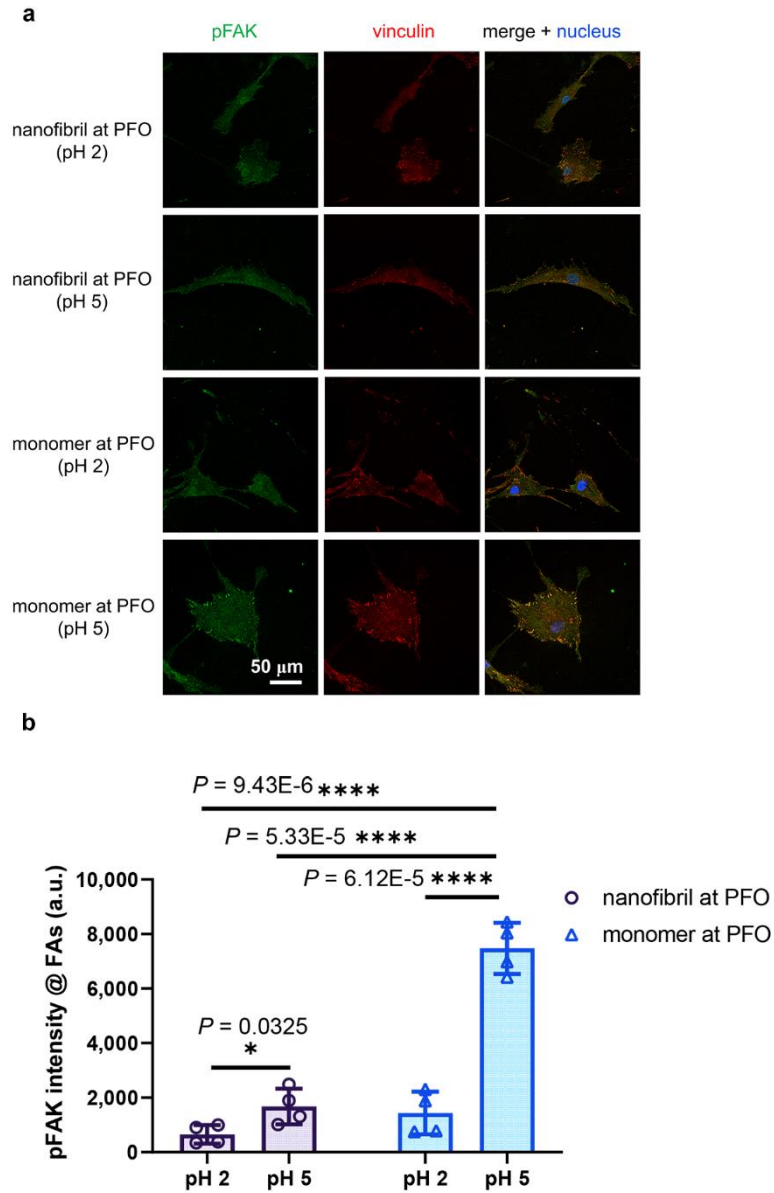 a
pFAK vinculin merge + nucleus
nanofibril at PFO
(pH 2)
nanofibril at PFO
(pH 5)
monomer at PFO
(pH 2)
monomer at PFO
(pH 5)
50 μm
b
P = 9.43E-6 ****
P = 5.33E-5 ****
P = 6.12E-5 ****
P = 0.0325
*
pFAK intensity @ FAs (a.u.)
10,000
8,000
6,000
4,000
2,000
0
pH 2 pH 5 pH 2 pH 5
nanofibril at PFO
monomer at PFO